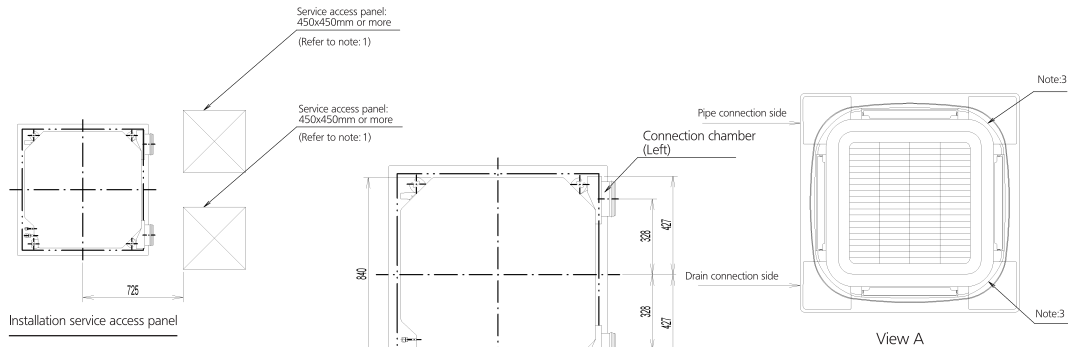 Service access panel:
450x450mm or more
(Refer to note: 1)
Service access panel:
450x450mm or more
(Refer to note: 1)
725
Installation service access panel
Connection chamber
(Left)
840
328
427
328
427
Note:3
Pipe connection side
Drain connection side
Note:3
View A